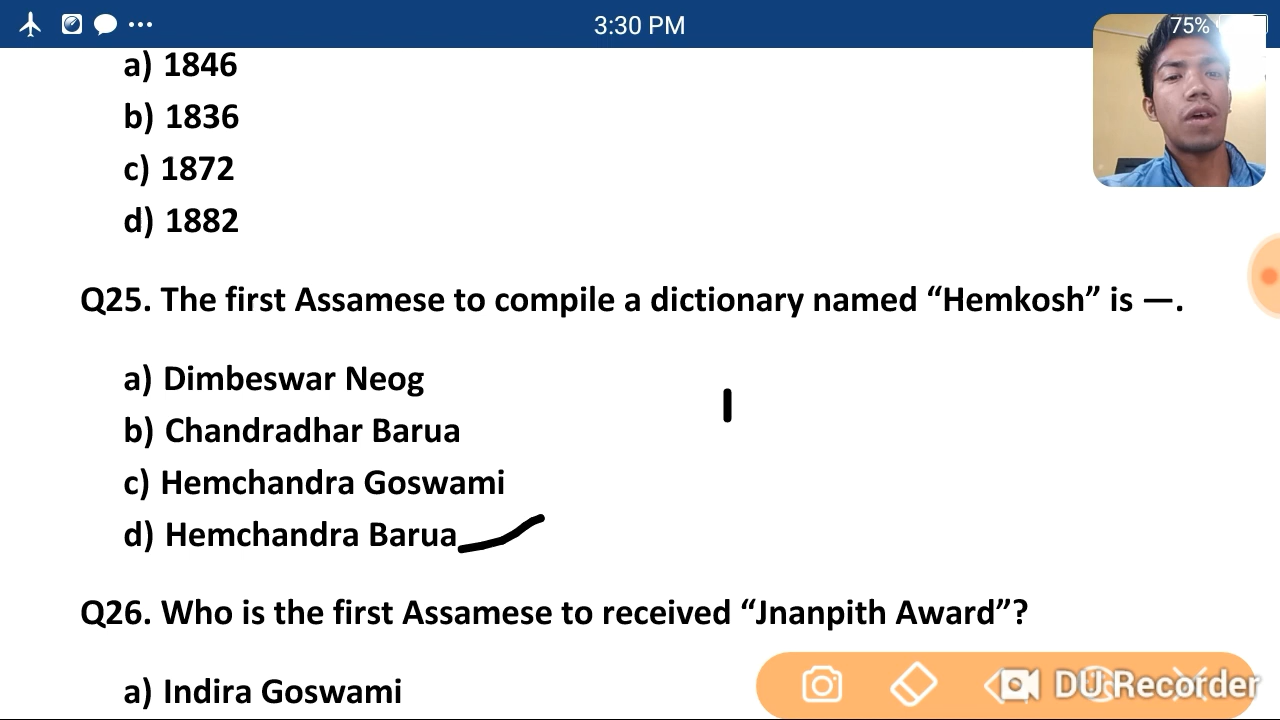 3:30 PM
75%
a) 1846
b) 1836
c) 1872
d) 1882
Q25. The first Assamese to compile a dictionary named “Hemkosh” is —.
a) Dimbeswar Neog
b) Chandradhar Barua
c) Hemchandra Goswami
d) Hemchandra Barua
Q26. Who is the first Assamese to received “Jnanpith Award”?
a) Indira Goswami
DU Recorder